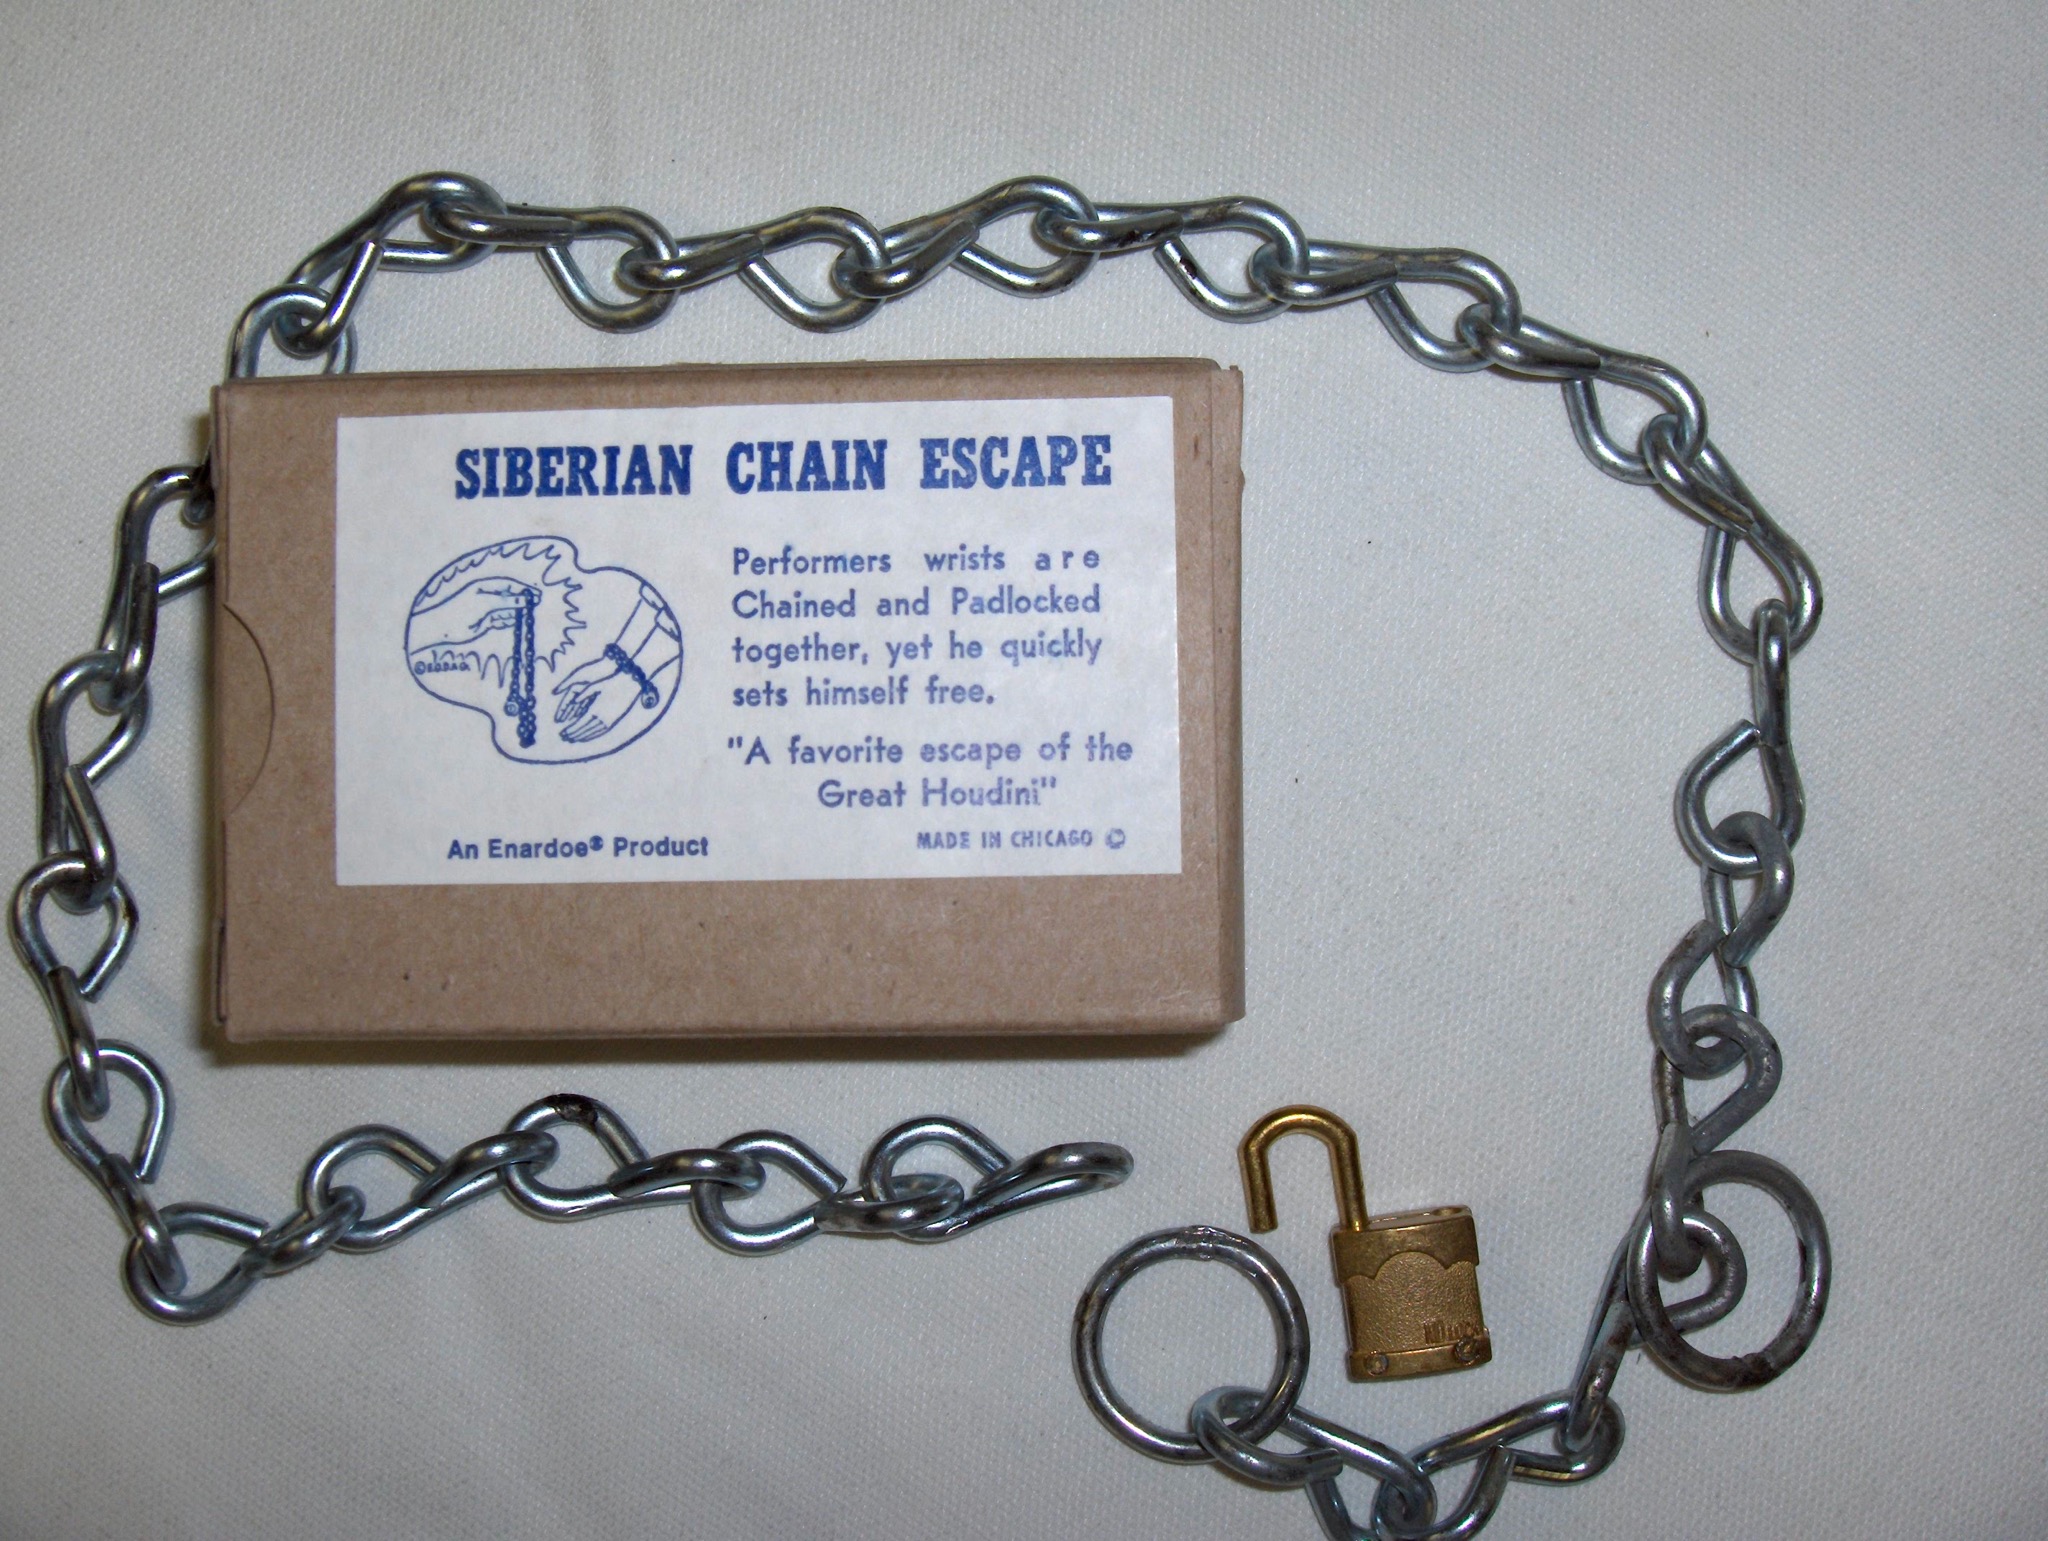 SIBERIAN CHAIN ESCAPE
Performers wrists are
Chained and Padlocked
together, yet he quickly
sets himself free.
"A favorite escape of the
Great Houdini"
An Enardoe® Product
MADE IN CHICAGO ©